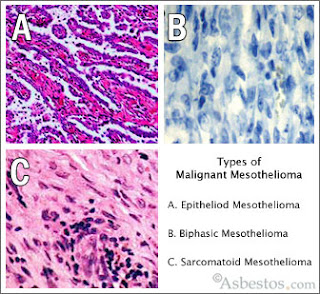 A
B
C
Types of
Malignant Mesothelioma
A. Epitheliod Mesothelioma
B. Biphasic Mesothelioma
C. Sarcomatoid Mesothelioma
©Asbestos.com